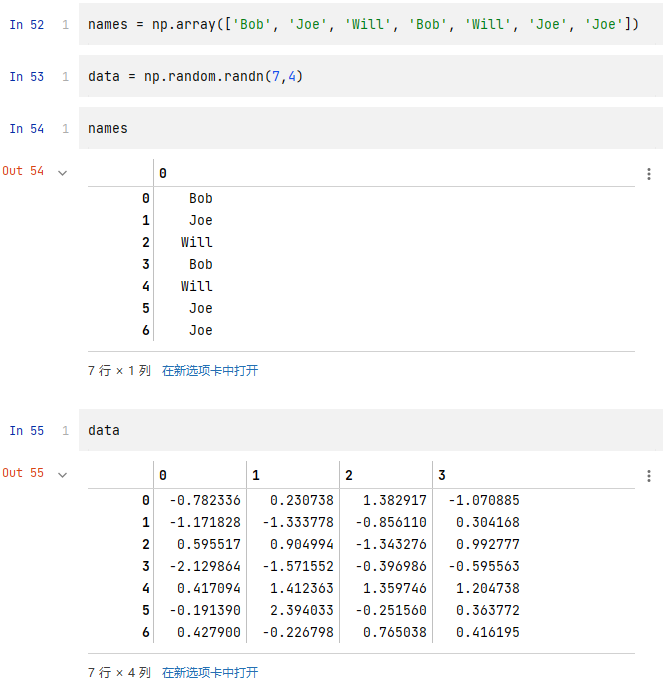 In 52 1 names = np.array(['Bob', 'Joe', 'Will', 'Bob', 'Will', 'Joe', 'Joe'])
In 53 1 data = np.random.randn(7,4)
In 54 1 names
Out 54 0
0 Bob
1 Joe
2 Will
3 Bob
4 Will
5 Joe
6 Joe
7 行 × 1 列 在新选项卡中打开
In 55 1 data
Out 55 0 1 2 3
0 -0.782336 0.230738 1.382917 -1.070885
1 -1.171828 -1.333778 -0.856110 0.304168
2 0.595517 0.904994 -1.343276 0.992777
3 -2.129864 -1.571552 -0.396986 -0.595563
4 0.417094 1.412363 1.359746 1.204738
5 -0.191390 2.394033 -0.251560 0.363772
6 0.427900 -0.226798 0.765038 0.416195
7 行 × 4 列 在新选项卡中打开